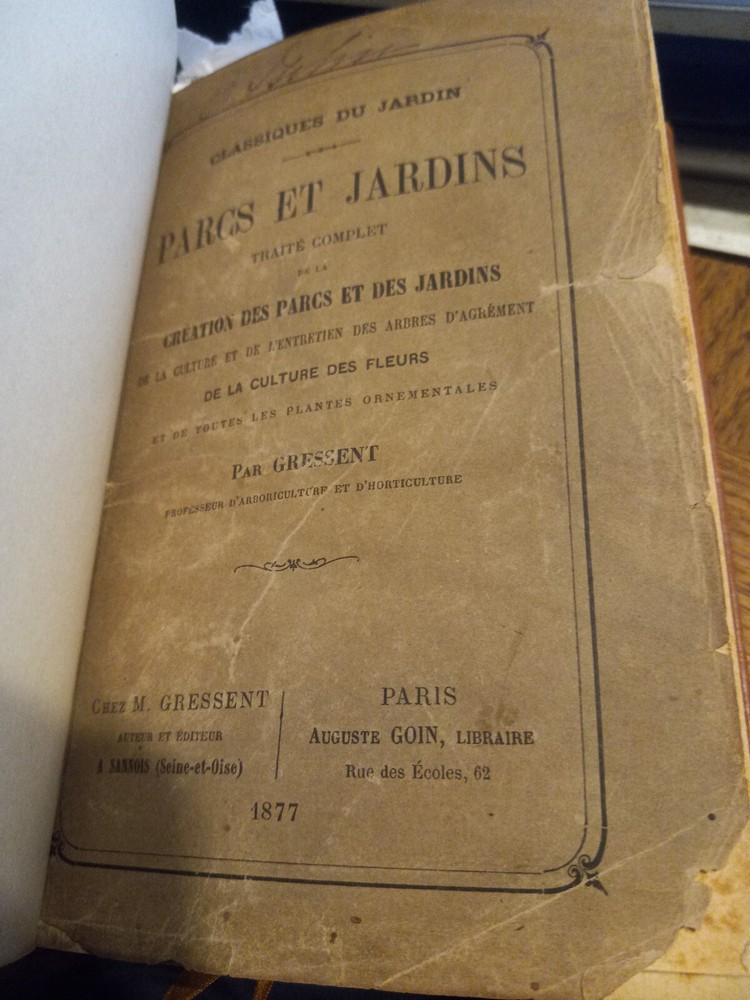 CLASSIQUES DU JARDIN
PARCS ET JARDINS
TRAITÉ COMPLET
DE LA
CRÉATION DES PARCS ET DES JARDINS
DE LA CULTURE ET DE L'ENTRETIEN DES ARBRES D'AGRÉMENT
DE LA CULTURE DES FLEURS
ET DE TOUTES LES PLANTES ORNEMENTALES
PAR GRESSENT
PROFESSEUR D'ARBORICULTURE ET D'HORTICULTURE
CHEZ M. GRESSENT
AUTEUR ET ÉDITEUR
A SANNOIS (Seine-et-Oise)
PARIS
AUGUSTE GOIN, LIBRAIRE
Rue des Écoles, 62
1877